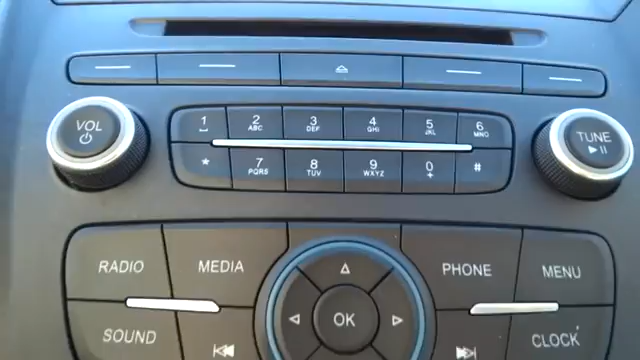 VOL
TUNE
1 2 ABC 3 DEF 4 GHI 5 JKL 6 MNO
* 7 PQRS 8 TUV 9 WXYZ 0 + #
RADIO MEDIA PHONE MENU
SOUND OK CLOCK